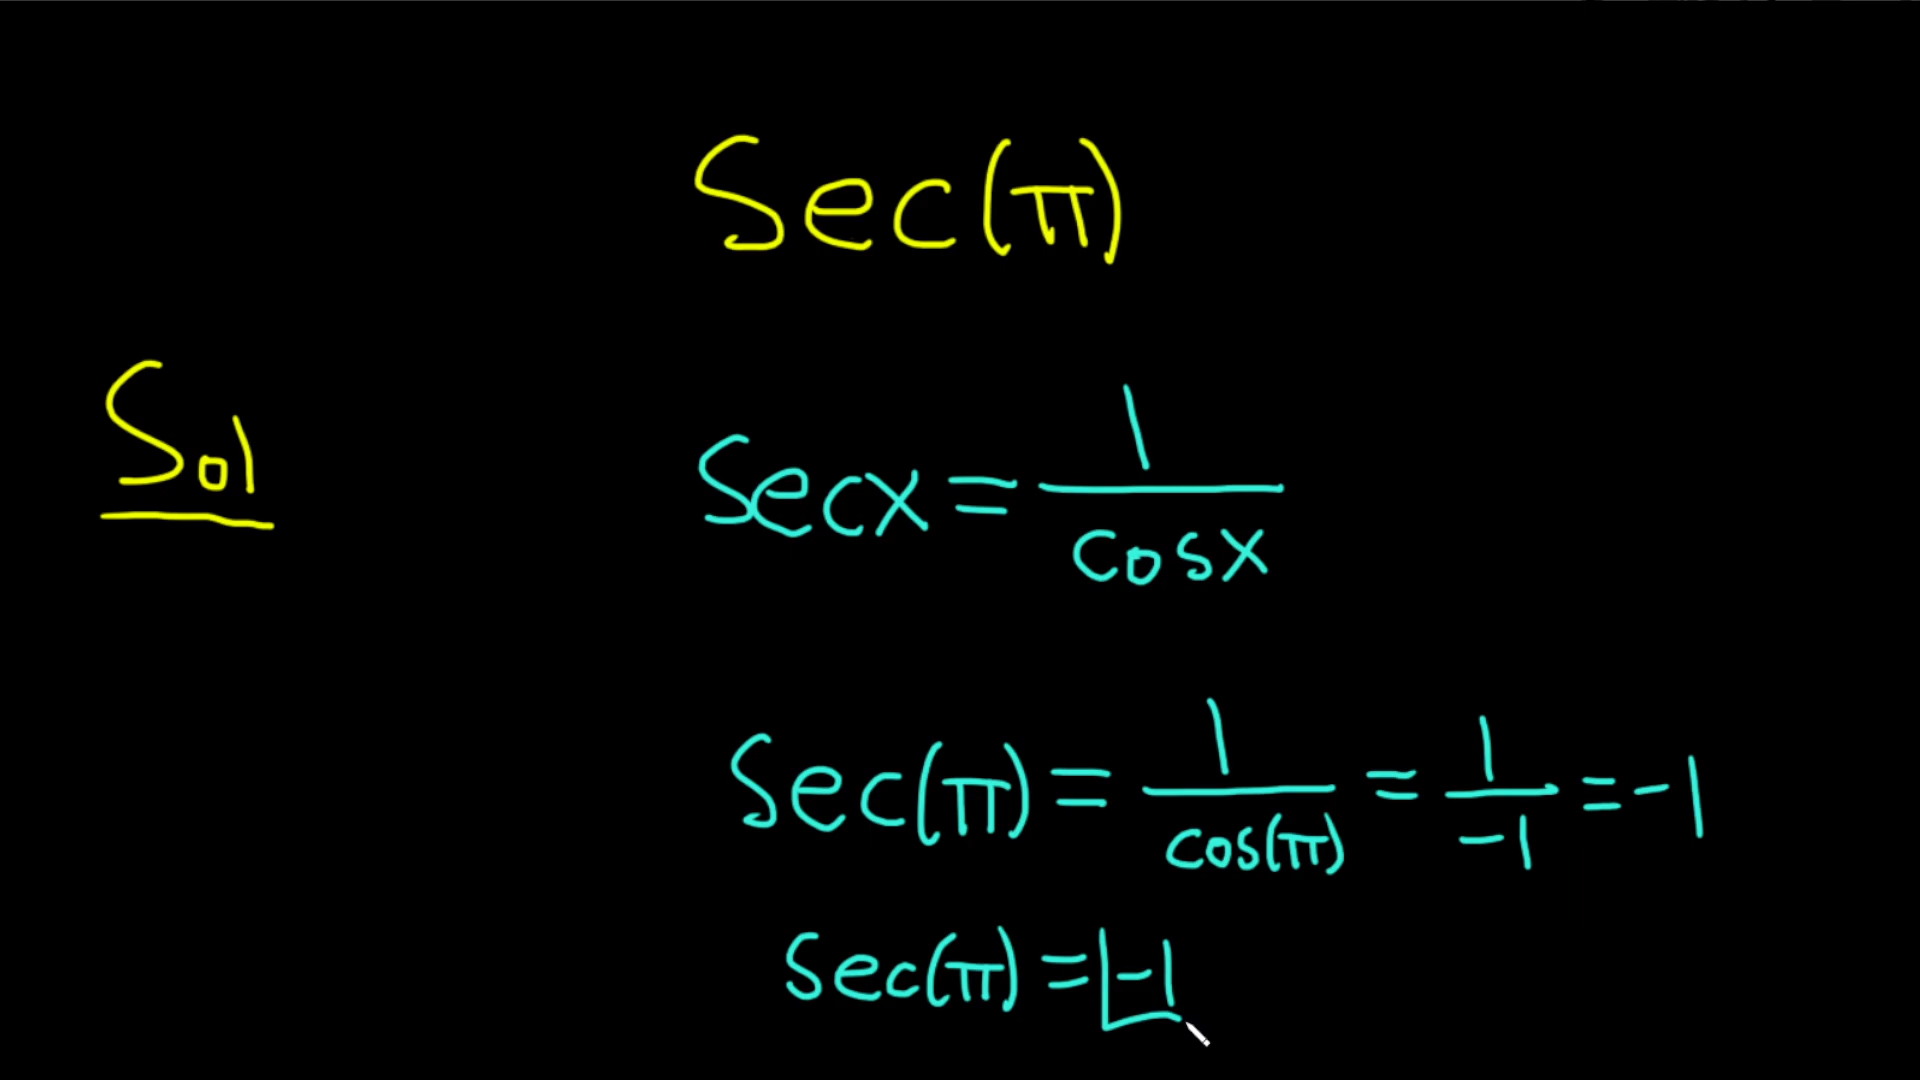 Sec(π)
Sol
Secx = 1/cosx
Sec(π) = 1/cos(π) = 1/-1 = -1
Sec(π) = -1